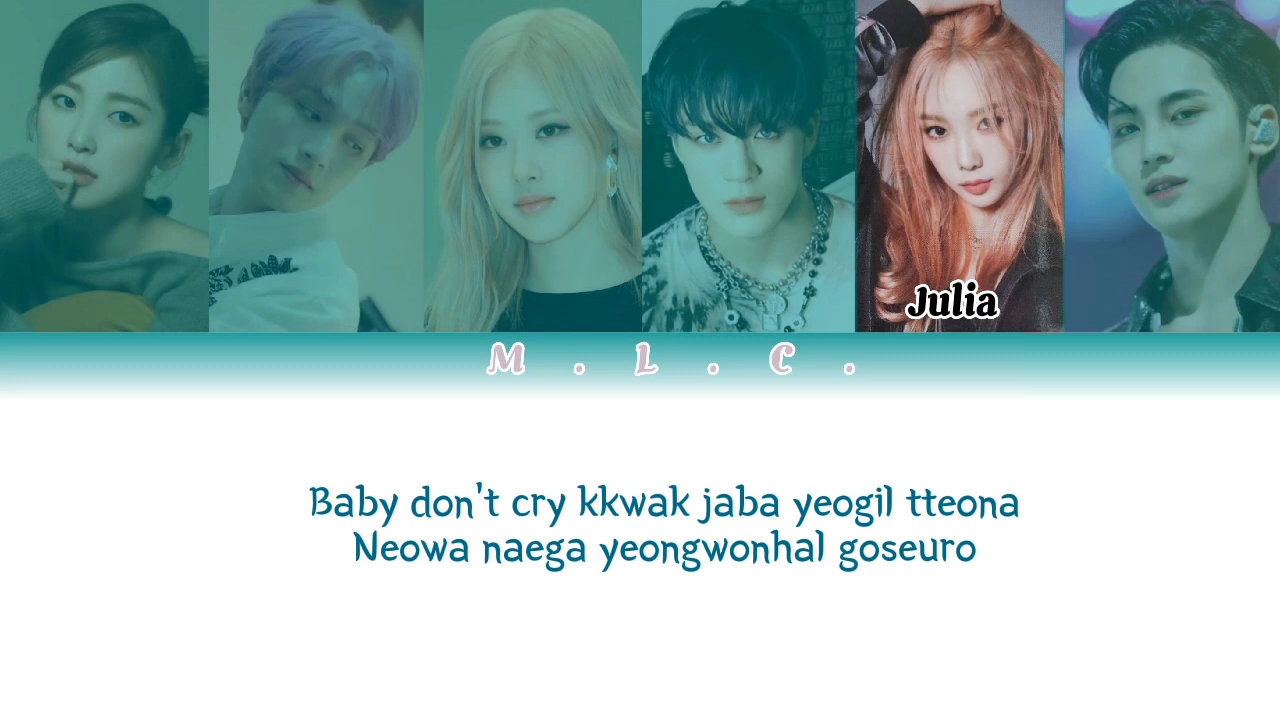 Julia
M . L . C .
Baby don't cry kkwak jaba yeogil tteona
Neowa naega yeongwonhal goseuro